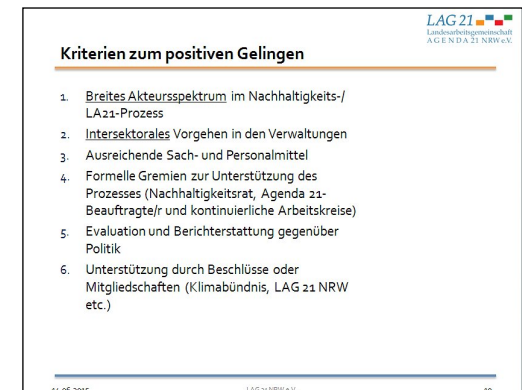 LAG 21
Landesarbeitsgemeinschaft
AGENDA 21 NRW e.V.
Kriterien zum positiven Gelingen
1. Breites Akteursspektrum im Nachhaltigkeits-/
LA21-Prozess
2. Intersektorales Vorgehen in den Verwaltungen
3. Ausreichende Sach- und Personalmittel
4. Formelle Gremien zur Unterstützung des
Prozesses (Nachhaltigkeitsrat, Agenda 21-
Beauftragte/r und kontinuierliche Arbeitskreise)
5. Evaluation und Berichterstattung gegenüber
Politik
6. Unterstützung durch Beschlüsse oder
Mitgliedschaften (Klimabündnis, LAG 21 NRW
etc.)
LAG 21 NRW e.V.